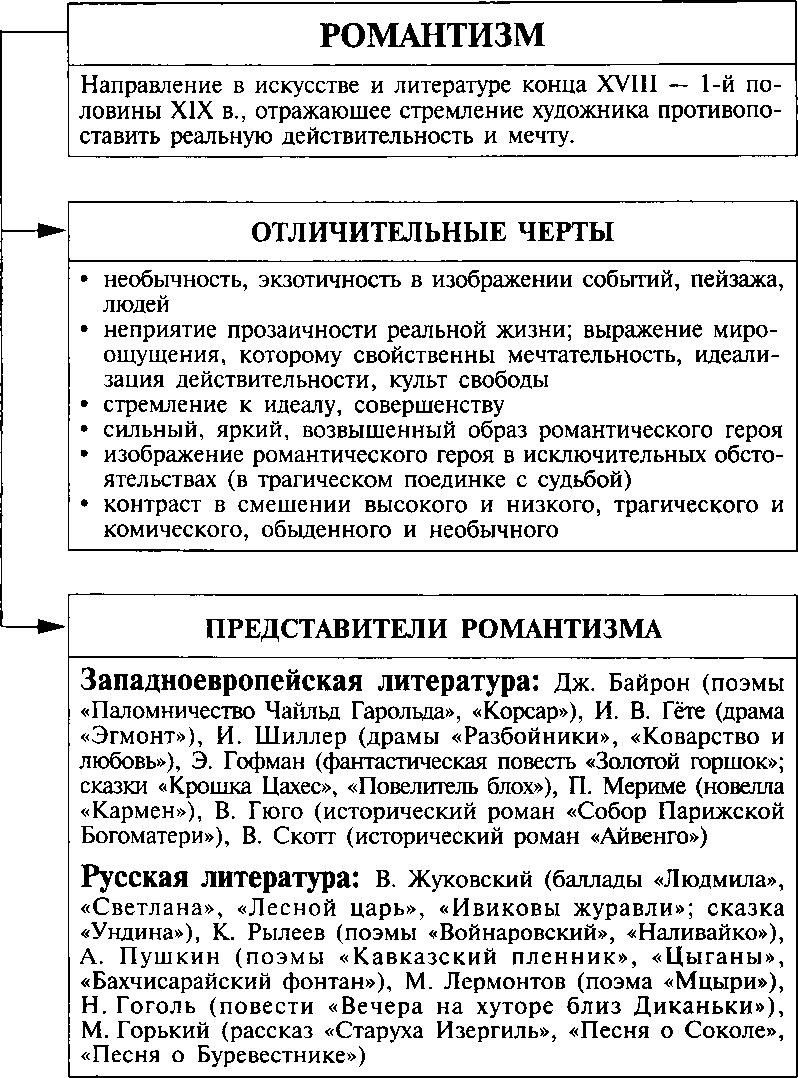 РОМАНТИЗМ
Направление в искусстве и литературе конца XVIII — 1-й по-
ловины XIX в., отражающее стремление художника противопо-
ставить реальную действительность и мечту.
ОТЛИЧИТЕЛЬНЫЕ ЧЕРТЫ
• необычность, экзотичность в изображении событий, пейзажа,
людей
• неприятие прозаичности реальной жизни; выражение миро-
ощущения, которому свойственны мечтательность, идеали-
зация действительности, культ свободы
• стремление к идеалу, совершенству
• сильный, яркий, возвышенный образ романтического героя
• изображение романтического героя в исключительных обсто-
ятельствах (в трагическом поединке с судьбой)
• контраст в смешении высокого и низкого, трагического и
комического, обыденного и необычного
ПРЕДСТАВИТЕЛИ РОМАНТИЗМА
Западноевропейская литература: Дж. Байрон (поэмы
«Паломничество Чайльд Гарольда», «Корсар»), И. В. Гёте (драма
«Эгмонт»), И. Шиллер (драмы «Разбойники», «Коварство и
любовь»), Э. Гофман (фантастическая повесть «Золотой горшок»;
сказки «Крошка Цахес», «Повелитель блох»), П. Мериме (новелла
«Кармен»), В. Гюго (исторический роман «Собор Парижской
Богоматери»), В. Скотт (исторический роман «Айвенго»)
Русская литература: В. Жуковский (баллады «Людмила»,
«Светлана», «Лесной царь», «Ивиковы журавли»; сказка
«Ундина»), К. Рылеев (поэмы «Войнаровский», «Наливайко»),
А. Пушкин (поэмы «Кавказский пленник», «Цыганы»,
«Бахчисарайский фонтан»), М. Лермонтов (поэма «Мцыри»),
Н. Гоголь (повести «Вечера на хуторе близ Диканьки»),
М. Горький (рассказ «Старуха Изергиль», «Песня о Соколе»,
«Песня о Буревестнике»)